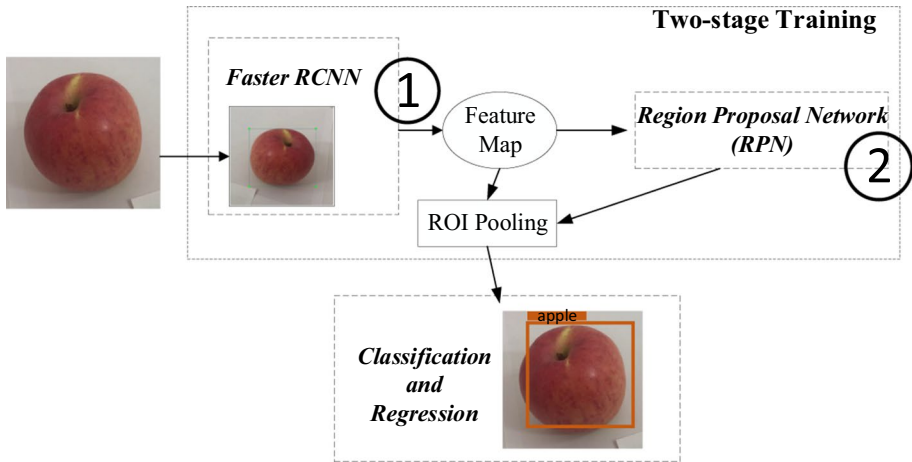 Two-stage Training
Faster RCNN
1
Feature
Map
Region Proposal Network
(RPN)
2
ROI Pooling
apple
Classification
and
Regression